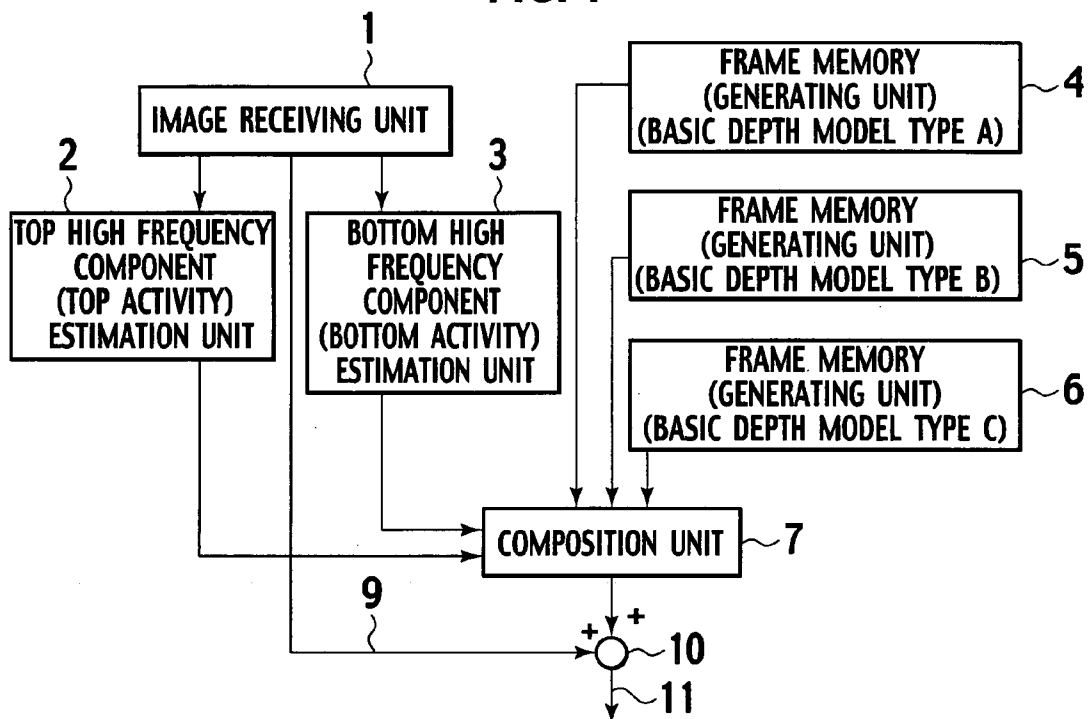 1
IMAGE RECEIVING UNIT
2
TOP HIGH FREQUENCY
COMPONENT
(TOP ACTIVITY)
ESTIMATION UNIT
3
BOTTOM HIGH
FREQUENCY
COMPONENT
(BOTTOM ACTIVITY)
ESTIMATION UNIT
FRAME MEMORY
(GENERATING UNIT)
(BASIC DEPTH MODEL TYPE A)
4
FRAME MEMORY
(GENERATING UNIT)
(BASIC DEPTH MODEL TYPE B)
5
FRAME MEMORY
(GENERATING UNIT)
(BASIC DEPTH MODEL TYPE C)
6
COMPOSITION UNIT
7
9
+
+
10
11